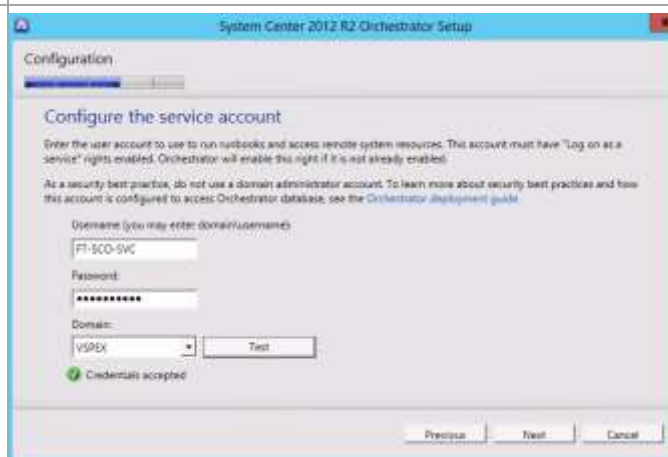 System Center 2012 R2 Orchestrator Setup
Configuration
Configure the service account
Enter the user account to use to run runbooks and access remote system resources. This account must have "Log on as a
service" rights enabled. Orchestrator will enable this right if it is not already enabled.
As a security best practice, do not use a domain administrator account. To learn more about security best practices and how
this account is configured to access Orchestrator database, see the Orchestrator deployment guide.
Username (you may enter domain\username)
FT-SCO-SVC
Password:
••••••••••
Domain:
VSPEX
Test
Credentials accepted
Previous
Next
Cancel